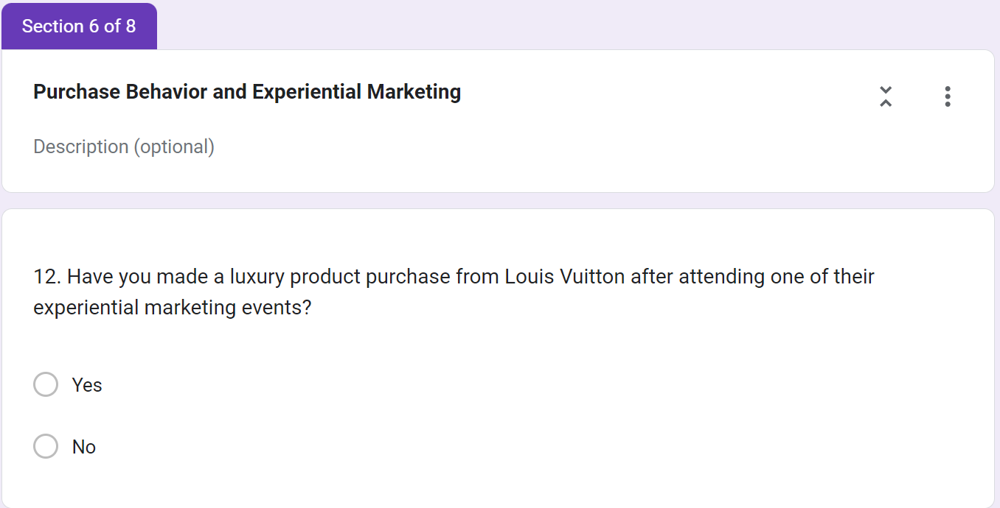 Section 6 of 8
Purchase Behavior and Experiential Marketing
Description (optional)
12. Have you made a luxury product purchase from Louis Vuitton after attending one of their
experiential marketing events?
Yes
No